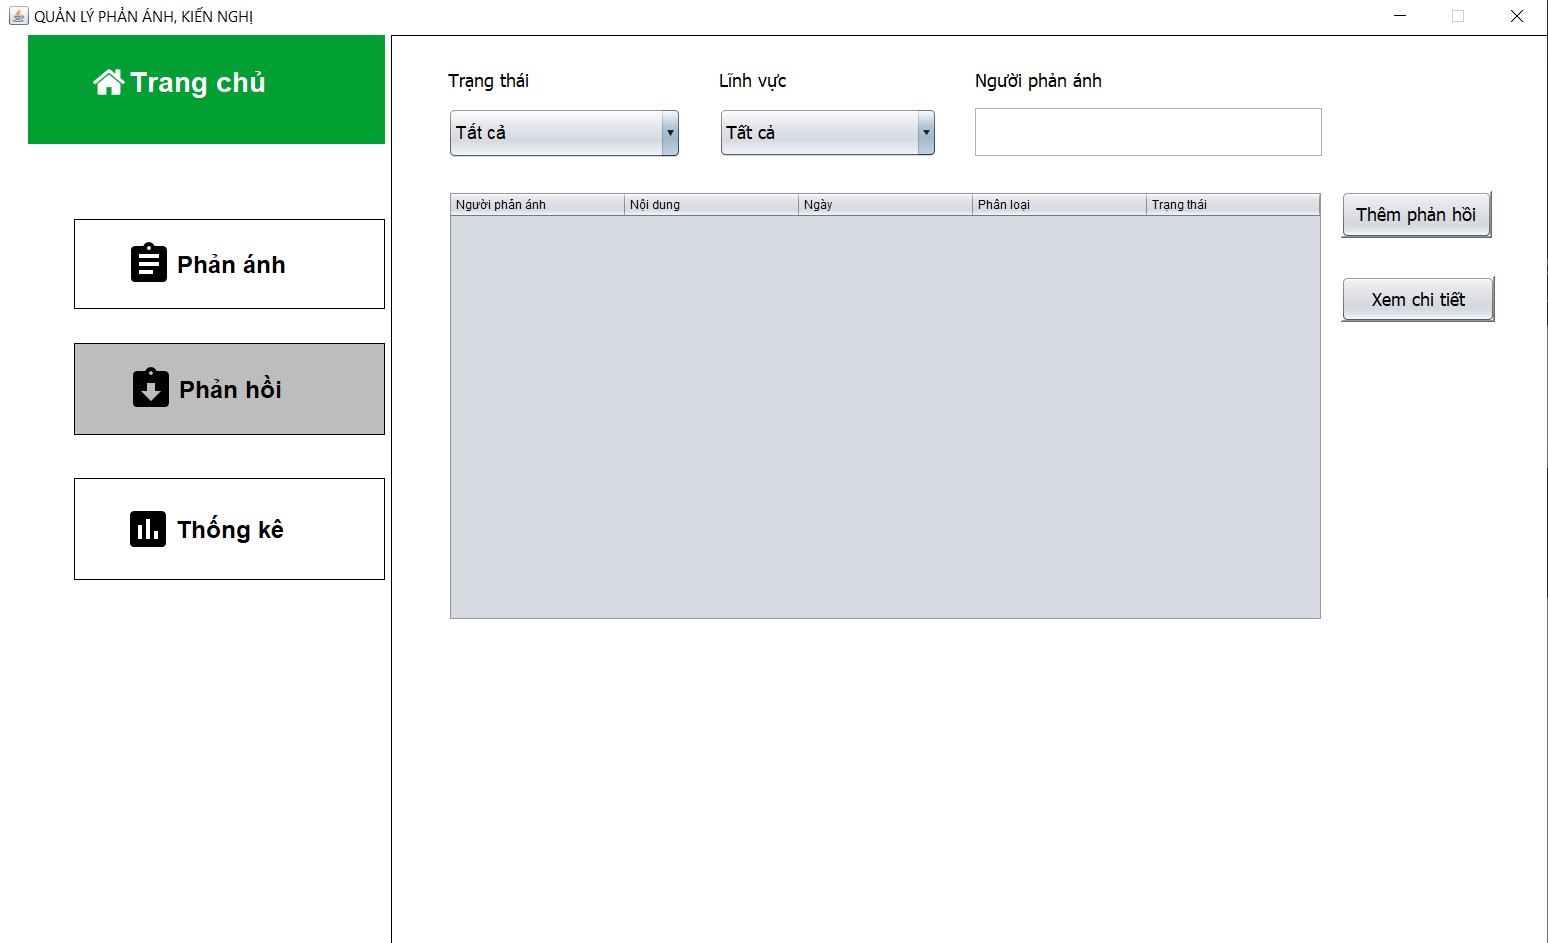 QUẢN LÝ PHẢN ÁNH, KIẾN NGHỊ
Trang chủ
Phản ánh
Phản hồi
Thống kê
Trạng thái Lĩnh vực Người phản ánh
Tất cả Tất cả
Người phản ánh Nội dung Ngày Phân loại Trạng thái
Thêm phản hồi
Xem chi tiết